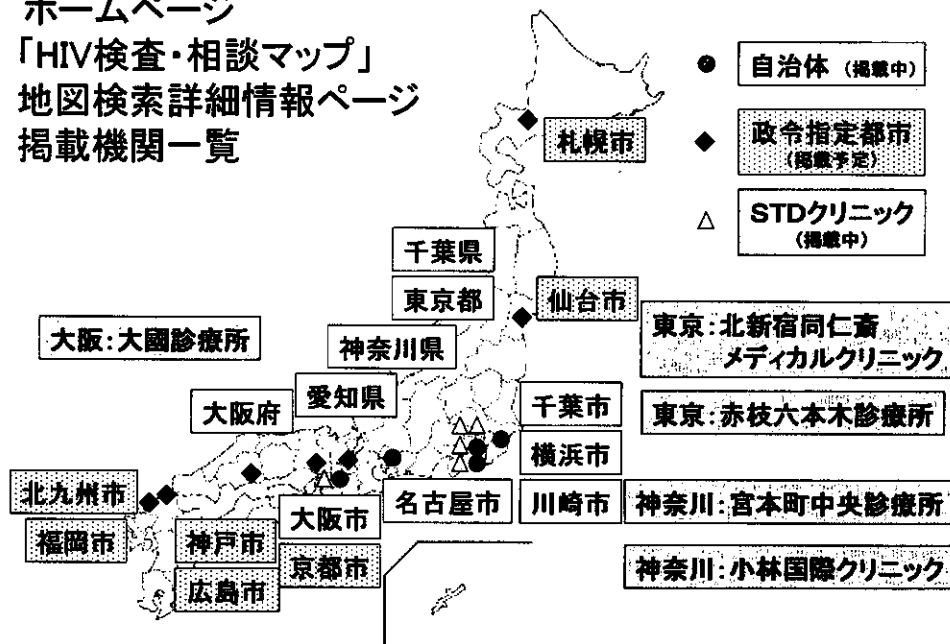 ホームページ
「HIV検査・相談マップ」
地図検索詳細情報ページ
掲載機関一覧
● 自治体 (掲載中)
◆ 政令指定都市
(掲載予定)
△ STDクリニック
(掲載中)
札幌市
千葉県
東京都
仙台市
神奈川県
大阪:大國診療所
愛知県
大阪府
東京:北新宿同仁斎
メディカルクリニック
千葉市
東京:赤枝六本木診療所
横浜市
北九州市
名古屋市
川崎市
神奈川:宮本町中央診療所
大阪市
福岡市
神戸市
京都市
広島市
神奈川:小林国際クリニック